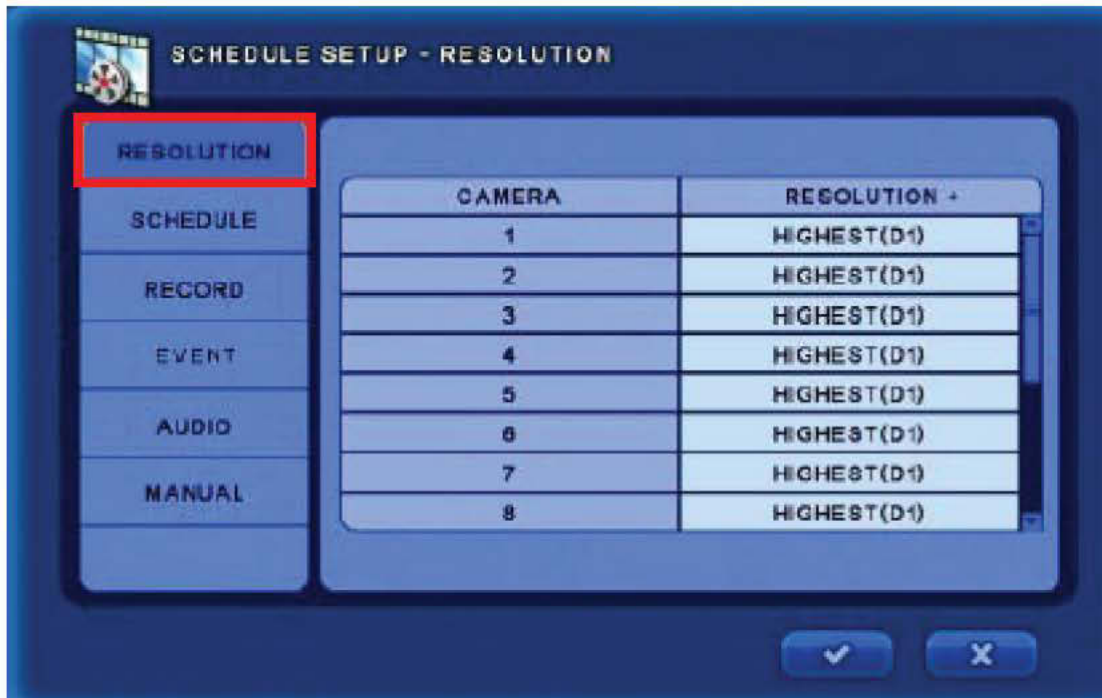 SCHEDULE SETUP - RESOLUTION
RESOLUTION
SCHEDULE
RECORD
EVENT
AUDIO
MANUAL
CAMERA RESOLUTION +
1 HIGHEST(D1)
2 HIGHEST(D1)
3 HIGHEST(D1)
4 HIGHEST(D1)
5 HIGHEST(D1)
6 HIGHEST(D1)
7 HIGHEST(D1)
8 HIGHEST(D1)